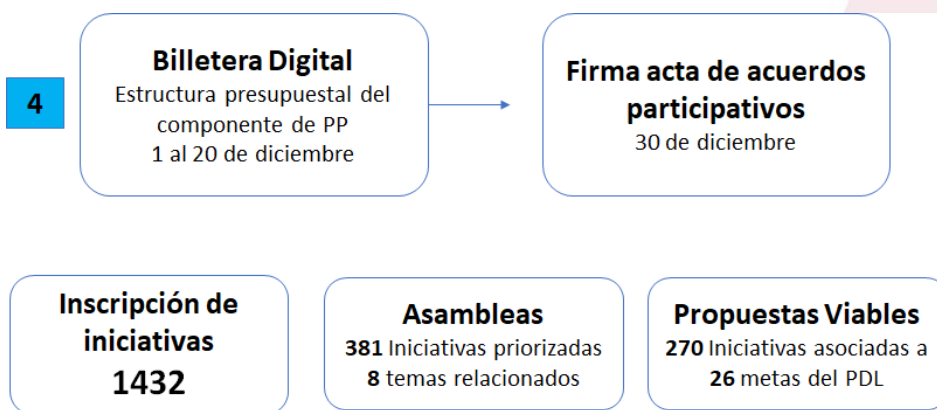 4
Billetera Digital
Estructura presupuestal del
componente de PP
1 al 20 de diciembre
Firma acta de acuerdos
participativos
30 de diciembre
Inscripción de
iniciativas
1432
Asambleas
381 Iniciativas priorizadas
8 temas relacionados
Propuestas Viables
270 Iniciativas asociadas a
26 metas del PDL